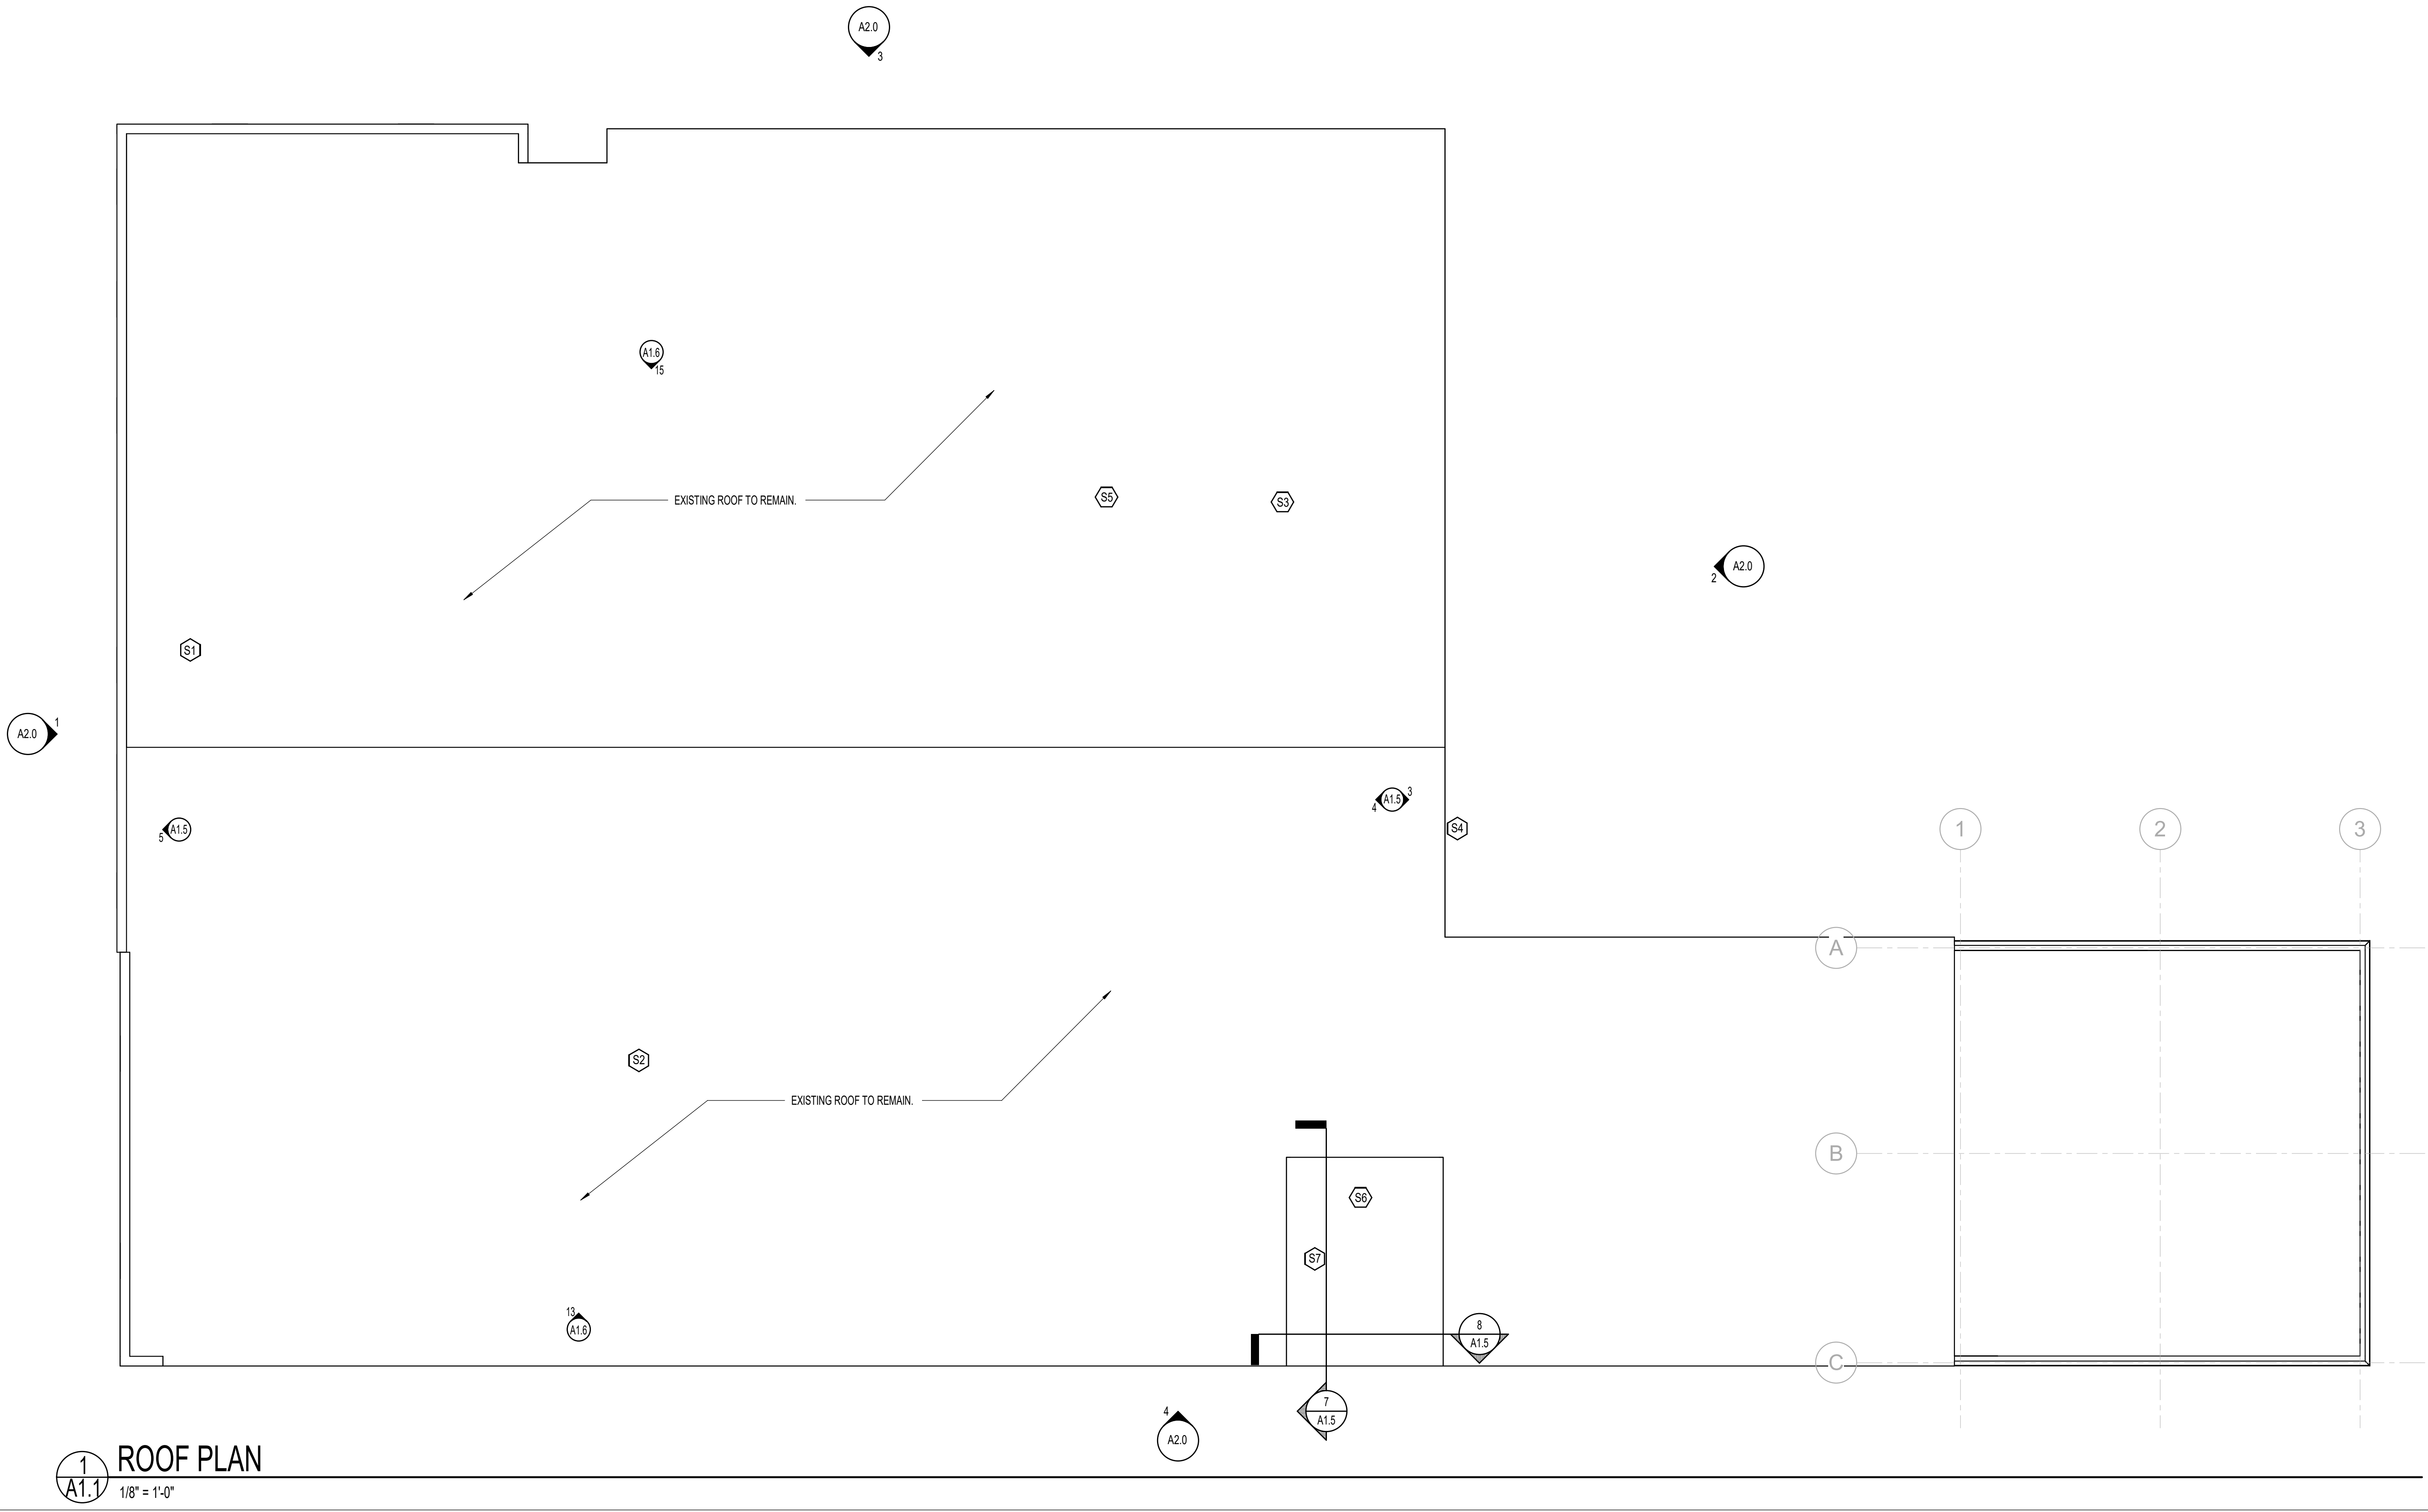 A2.0
3
A1.6
15
EXISTING ROOF TO REMAIN.
S5
S3
A2.0
2
S1
A2.0
1
A1.5
5
A1.5
4
3
S4
1
2
3
A
S2
EXISTING ROOF TO REMAIN.
B
S6
S7
13
A1.6
8
A1.5
C
7
A1.5
4
A2.0
1
A1.1
ROOF PLAN
1/8" = 1'-0"